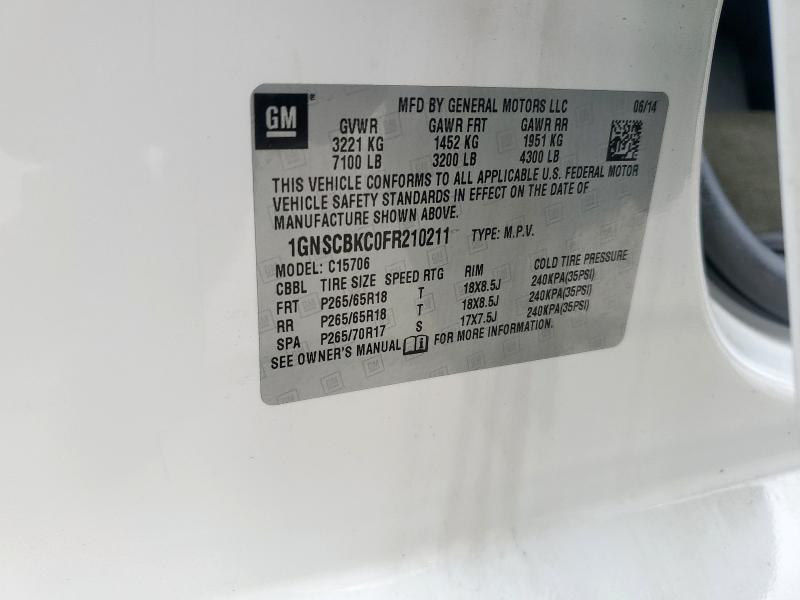 GM
MFD BY GENERAL MOTORS LLC 06/14
GVWR GAWR FRT GAWR RR
3221 KG 1452 KG 1951 KG
7100 LB 3200 LB 4300 LB
THIS VEHICLE CONFORMS TO ALL APPLICABLE U.S. FEDERAL MOTOR
VEHICLE SAFETY STANDARDS IN EFFECT ON THE DATE OF
MANUFACTURE SHOWN ABOVE.
1GNSCBKC0FR210211 TYPE: M.P.V.
MODEL: C15706
CBBL TIRE SIZE SPEED RTG RIM COLD TIRE PRESSURE
FRT P265/65R18 T 18X8.5J 240KPA(35PSI)
RR P265/65R18 T 18X8.5J 240KPA(35PSI)
SPA P265/70R17 S 17X7.5J 240KPA(35PSI)
SEE OWNER'S MANUAL FOR MORE INFORMATION.